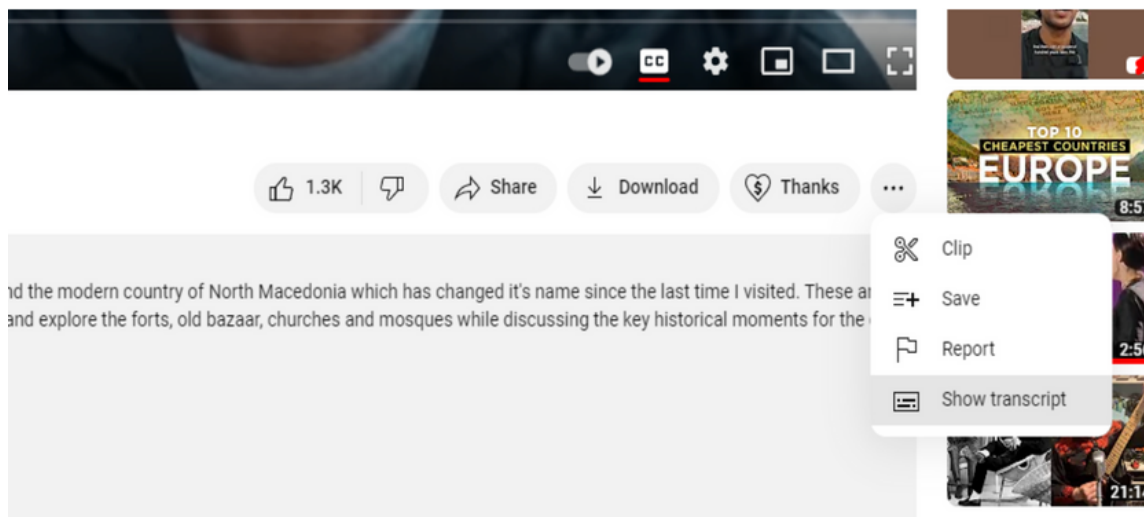 CC
TOP 10
CHEAPEST COUNTRIES
EUROPE
8:5
1.3K
Share
Download
Thanks
...
Clip
Save
Report
Show transcript
nd the modern country of North Macedonia which has changed it's name since the last time I visited. These ar
and explore the forts, old bazaar, churches and mosques while discussing the key historical moments for the
2:5
21:1